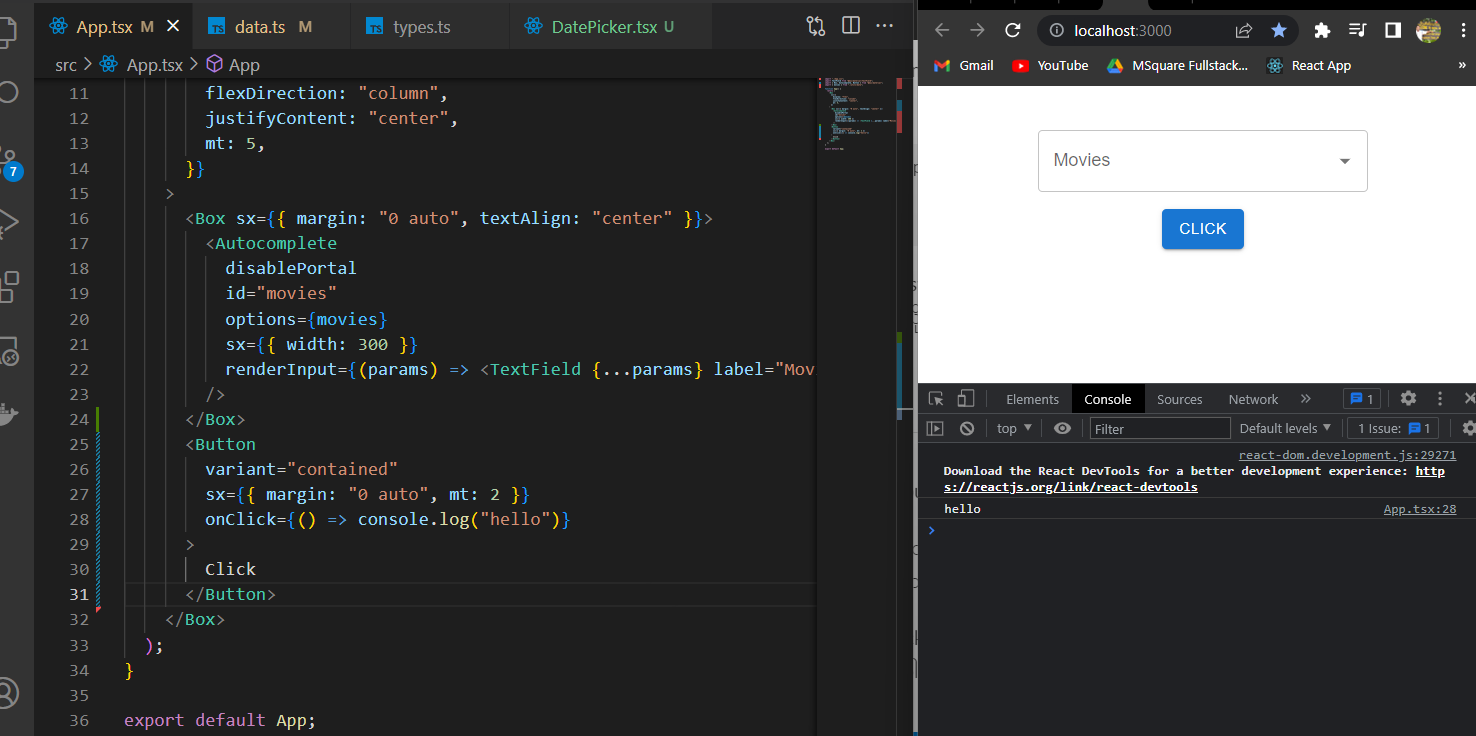 App.tsx M
data.ts M
types.ts
DatePicker.tsx U
src > App.tsx > App
11 flexDirection: "column",
12 justifyContent: "center",
13 mt: 5,
14 }}
15 >
16 <Box sx={{ margin: "0 auto", textAlign: "center" }}>
17 <Autocomplete
18 disablePortal
19 id="movies"
20 options={movies}
21 sx={{ width: 300 }}
22 renderInput={(params) => <TextField {...params} label="Mov
23 />
24 </Box>
25 <Button
26 variant="contained"
27 sx={{ margin: "0 auto", mt: 2 }}
28 onClick={() => console.log("hello")}
29 >
30 Click
31 </Button>
32 </Box>
33 );
34 }
35
36 export default App;
7
localhost:3000
Gmail YouTube MSquare Fullstack... React App »
Movies
CLICK
Elements Console Sources Network » 1
top Filter Default levels 1 Issue: 1
react-dom.development.js:29271
Download the React DevTools for a better development experience: http
s://reactjs.org/link/react-devtools
hello App.tsx:28
>